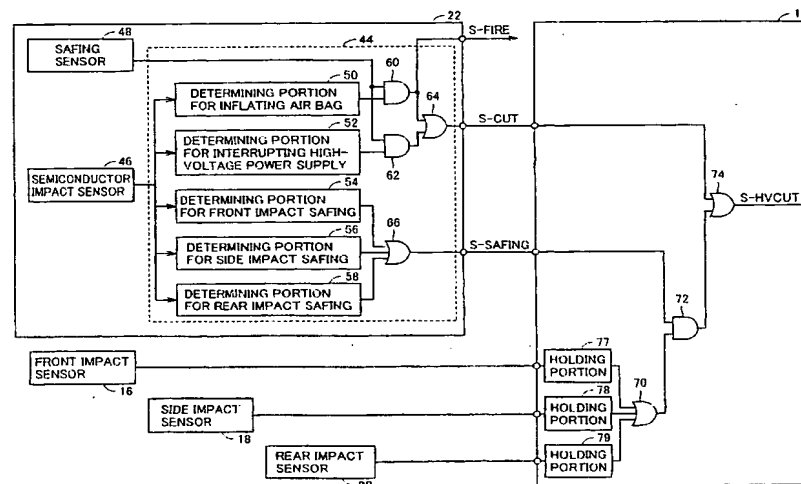 22
1
48
SAFING
SENSOR
44
S-FIRE
50
60
DETERMINING PORTION
FOR INFLATING AIR BAG
64
52
S-CUT
DETERMINING PORTION
FOR INTERRUPTING HIGH-
VOLTAGE POWER SUPPLY
62
46
SEMICONDUCTOR
IMPACT SENSOR
54
74
S-HVCUT
DETERMINING PORTION
FOR FRONT IMPACT SAFING
56
66
DETERMINING PORTION
FOR SIDE IMPACT SAFING
S-SAFING
58
DETERMINING PORTION
FOR REAR IMPACT SAFING
72
77
FRONT IMPACT
SENSOR
16
HOLDING
PORTION
78
70
SIDE IMPACT
SENSOR
18
HOLDING
PORTION
79
REAR IMPACT
SENSOR
HOLDING
PORTION